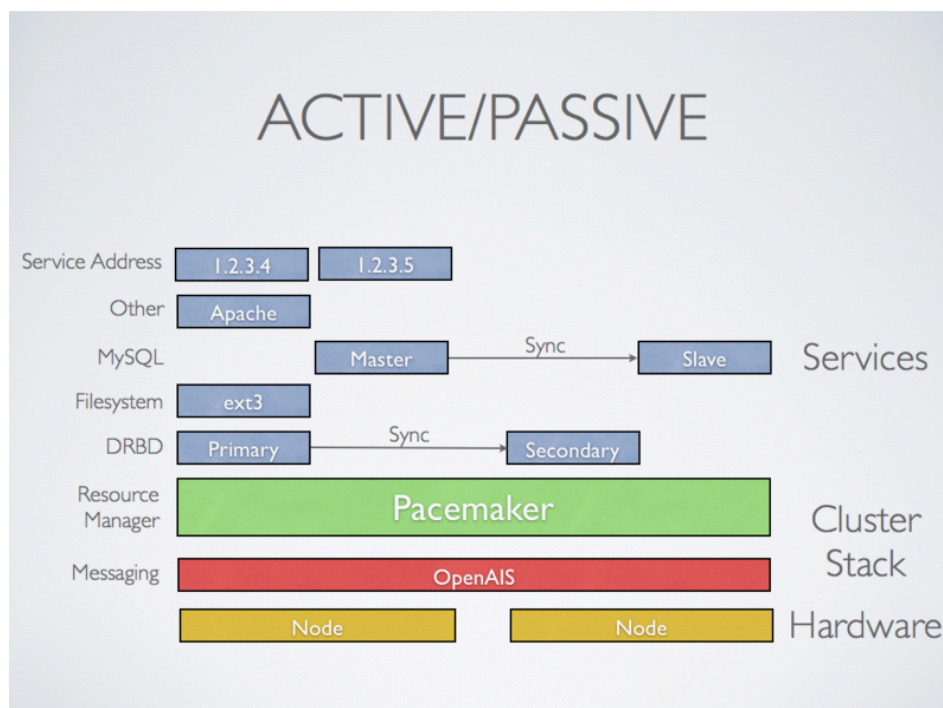 ACTIVE/PASSIVE
Service Address 1.2.3.4 1.2.3.5
Other Apache
MySQL Master Sync Slave Services
Filesystem ext3
DRBD Primary Sync Secondary
Resource
Manager Pacemaker
Cluster
Stack
Messaging OpenAIS
Node Node Hardware